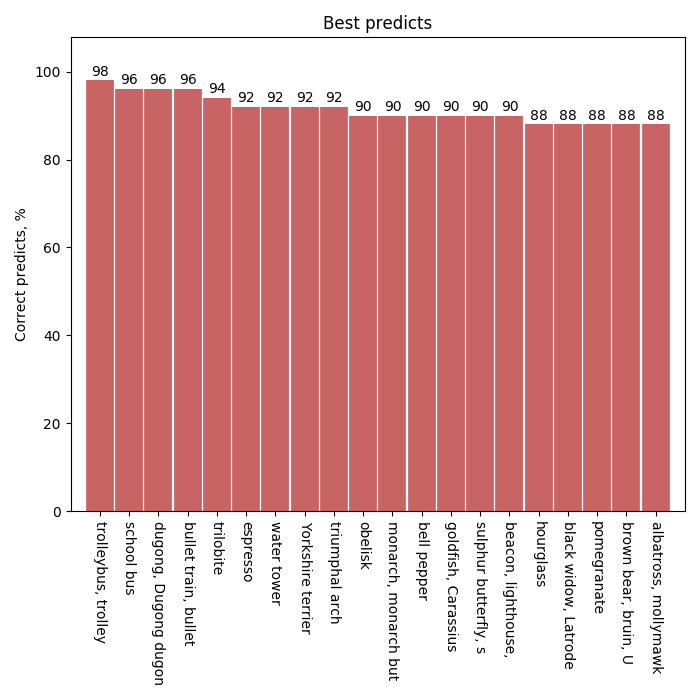 Best predicts
Correct predicts, %
100
80
60
40
20
0
98
96
96
96
94
92
92
92
92
90
90
90
90
90
90
88
88
88
88
88
trolleybus, trolley
school bus
dugong, Dugong dugon
bullet train, bullet
trilobite
espresso
water tower
Yorkshire terrier
triumphal arch
obelisk
monarch, monarch but
bell pepper
goldfish, Carassius
sulphur butterfly, s
beacon, lighthouse,
hourglass
black widow, Latrode
pomegranate
brown bear, bruin, U
albatross, mollymawk